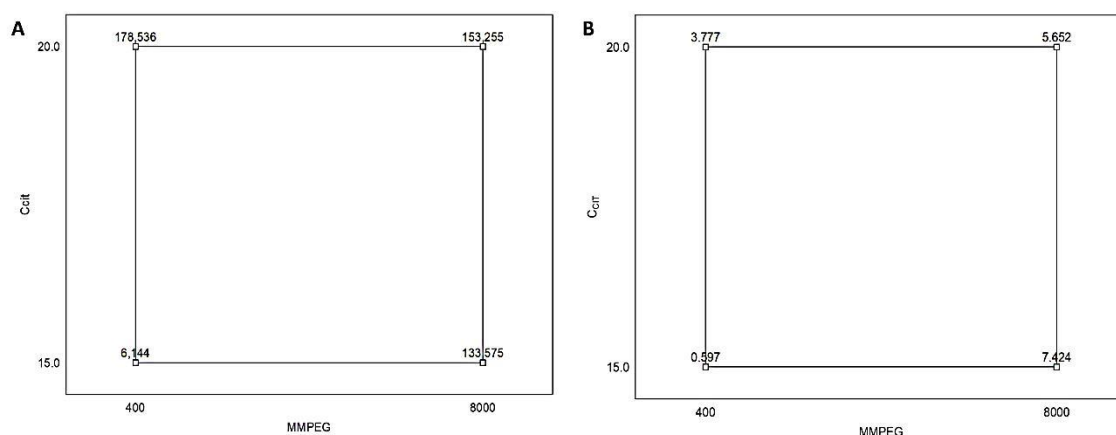 A
178,536 153,255
20.0
Ccit
6,144 133,575
15.0
400 8000
MMPEG
B
3.777 5.652
20.0
CCIT
0.597 7.424
15.0
400 8000
MMPEG